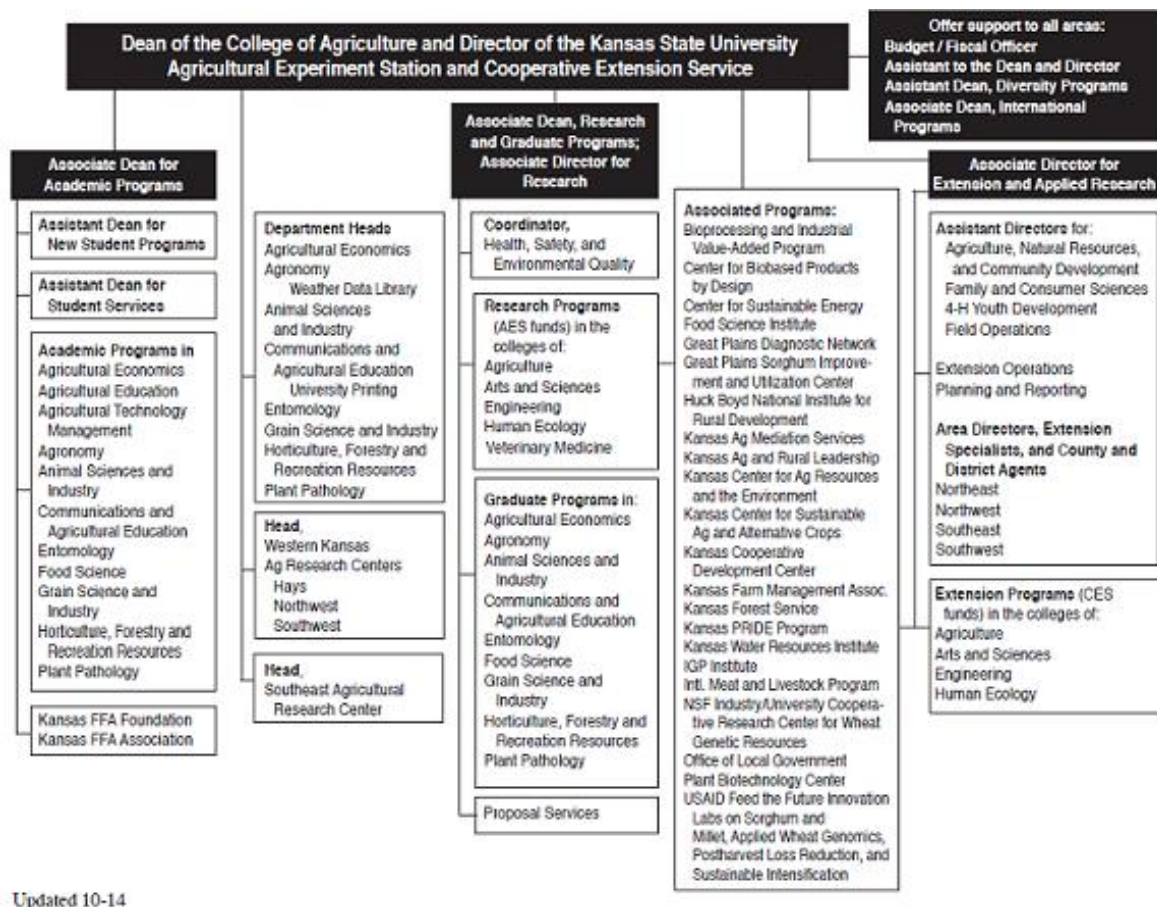 Dean of the College of Agriculture and Director of the Kansas State University
Agricultural Experiment Station and Cooperative Extension Service
Offer support to all areas:
Budget / Fiscal Officer
Assistant to the Dean and Director
Assistant Dean, Diversity Programs
Associate Dean, International
Programs
Associate Dean for
Academic Programs
Assistant Dean for
New Student Programs
Assistant Dean for
Student Services
Academic Programs in
Agricultural Economics
Agricultural Education
Agricultural Technology
Management
Agronomy
Animal Sciences and
Industry
Communications and
Agricultural Education
Entomology
Food Science
Grain Science and
Industry
Horticulture, Forestry and
Recreation Resources
Plant Pathology
Kansas FFA Foundation
Kansas FFA Association
Department Heads
Agricultural Economics
Agronomy
Weather Data Library
Animal Sciences
and Industry
Communications and
Agricultural Education
University Printing
Entomology
Grain Science and Industry
Horticulture, Forestry and
Recreation Resources
Plant Pathology
Head,
Western Kansas
Ag Research Centers
Hays
Northwest
Southwest
Head,
Southeast Agricultural
Research Center
Associate Dean, Research
and Graduate Programs;
Associate Director for
Research
Coordinator,
Health, Safety, and
Environmental Quality
Research Programs
(AES funds) in the
colleges of:
Agriculture
Arts and Sciences
Engineering
Human Ecology
Veterinary Medicine
Graduate Programs in:
Agricultural Economics
Agronomy
Animal Sciences and
Industry
Communications and
Agricultural Education
Entomology
Food Science
Grain Science and
Industry
Horticulture, Forestry and
Recreation Resources
Plant Pathology
Proposal Services
Associated Programs:
Bioprocessing and Industrial
Value-Added Program
Center for Biobased Products
by Design
Center for Sustainable Energy
Food Science Institute
Great Plains Diagnostic Network
Great Plains Sorghum Improve-
ment and Utilization Center
Huck Boyd National Institute for
Rural Development
Kansas Ag Mediation Services
Kansas Ag and Rural Leadership
Kansas Center for Ag Resources
and the Environment
Kansas Center for Sustainable
Ag and Alternative Crops
Kansas Cooperative
Development Center
Kansas Farm Management Assoc.
Kansas Forest Service
Kansas PRIDE Program
Kansas Water Resources Institute
IGP Institute
Intl. Meat and Livestock Program
NSF Industry/University Coopera-
tive Research Center for Wheat
Genetic Resources
Office of Local Government
Plant Biotechnology Center
USAID Feed the Future Innovation
Labs on Sorghum and
Millet, Applied Wheat Genomics,
Postharvest Loss Reduction, and
Sustainable Intensification
Associate Director for
Extension and Applied Research
Assistant Directors for:
Agriculture, Natural Resources,
and Community Development
Family and Consumer Sciences
4-H Youth Development
Field Operations
Extension Operations
Planning and Reporting
Area Directors, Extension
Specialists, and County and
District Agents
Northeast
Northwest
Southeast
Southwest
Extension Programs (CES
funds) in the colleges of:
Agriculture
Arts and Sciences
Engineering
Human Ecology
Updated 10-14